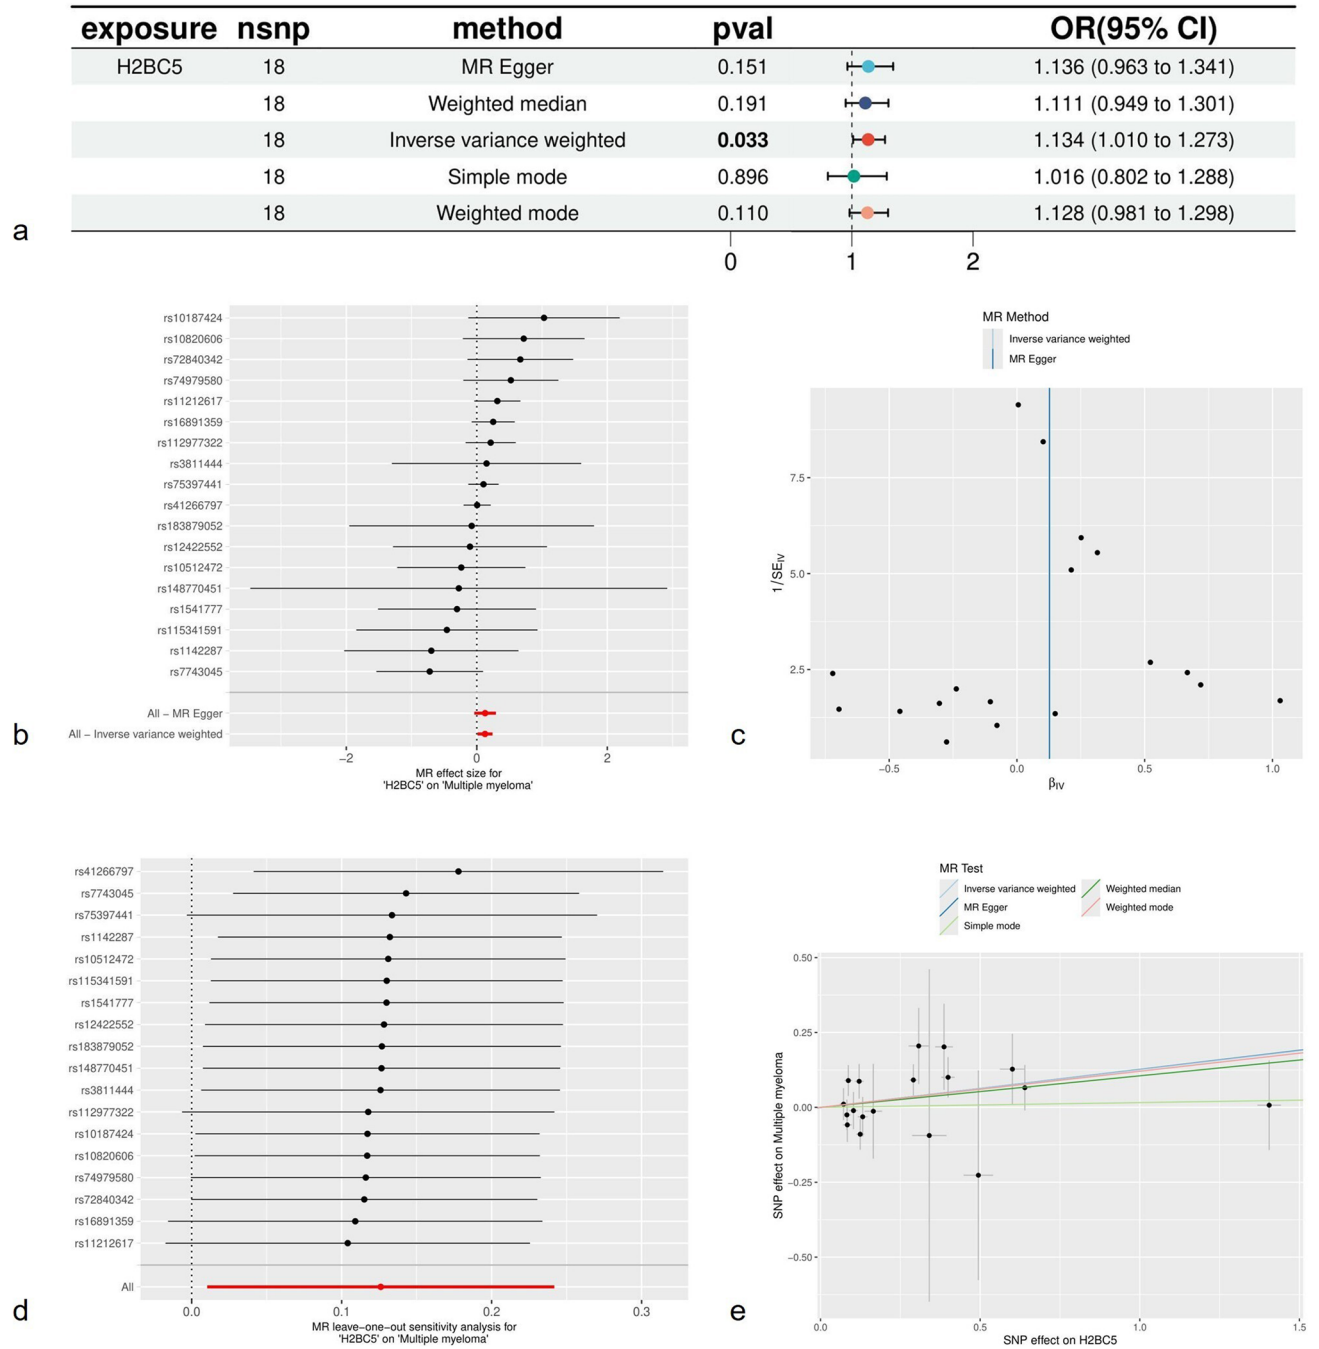 exposure nsnp method pval OR(95% CI)
H2BC5 18 MR Egger 0.151 1.136 (0.963 to 1.341)
18 Weighted median 0.191 1.111 (0.949 to 1.301)
18 Inverse variance weighted 0.033 1.134 (1.010 to 1.273)
18 Simple mode 0.896 1.016 (0.802 to 1.288)
18 Weighted mode 0.110 1.128 (0.981 to 1.298)
a
0 1 2
rs10187424
rs10820606
rs72840342
rs74979580
rs11212617
rs16891359
rs112977322
rs3811444
rs75397441
rs41266797
rs183879052
rs12422552
rs10512472
rs148770451
rs1541777
rs115341591
rs1142287
rs7743045
All − MR Egger
All − Inverse variance weighted
b
−2 0 2
MR effect size for
'H2BC5' on 'Multiple myeloma'
MR Method
Inverse variance weighted
MR Egger
7.5
5.0
2.5
1/SEIV
c
−0.5 0.0 0.5 1.0
βIV
rs41266797
rs7743045
rs75397441
rs1142287
rs10512472
rs115341591
rs1541777
rs12422552
rs183879052
rs148770451
rs3811444
rs112977322
rs10187424
rs10820606
rs74979580
rs72840342
rs16891359
rs11212617
All
d
0.0 0.1 0.2 0.3
MR leave−one−out sensitivity analysis for
'H2BC5' on 'Multiple myeloma'
MR Test
Inverse variance weighted
MR Egger
Simple mode
Weighted median
Weighted mode
0.50
0.25
0.00
−0.25
−0.50
SNP effect on Multiple myeloma
e
0.0 0.5 1.0 1.5
SNP effect on H2BC5